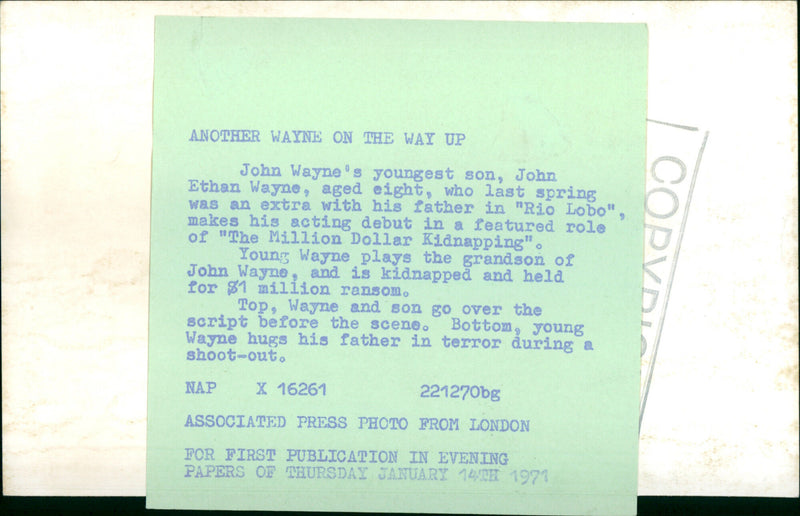 ANOTHER WAYNE ON THE WAY UP
John Wayne's youngest son, John
Ethan Wayne, aged eight, who last spring
was an extra with his father in "Rio Lobo",
makes his acting debut in a featured role
of "The Million Dollar Kidnapping".
Young Wayne plays the grandson of
John Wayne, and is kidnapped and held
for $1 million ransom.
Top, Wayne and son go over the
script before the scene. Bottom, young
Wayne hugs his father in terror during a
shoot-out.
NAP X 16261 221270bg
ASSOCIATED PRESS PHOTO FROM LONDON
FOR FIRST PUBLICATION IN EVENING
PAPERS OF THURSDAY JANUARY 14TH 1971